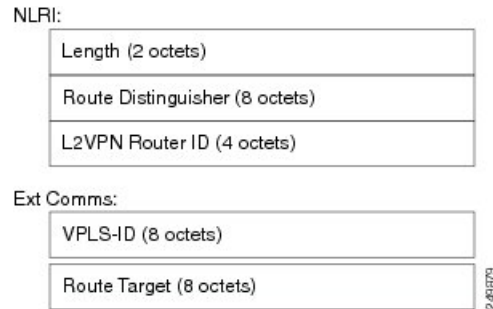 NLRI:
Length (2 octets)
Route Distinguisher (8 octets)
L2VPN Router ID (4 octets)
Ext Comms:
VPLS-ID (8 octets)
Route Target (8 octets)
249879